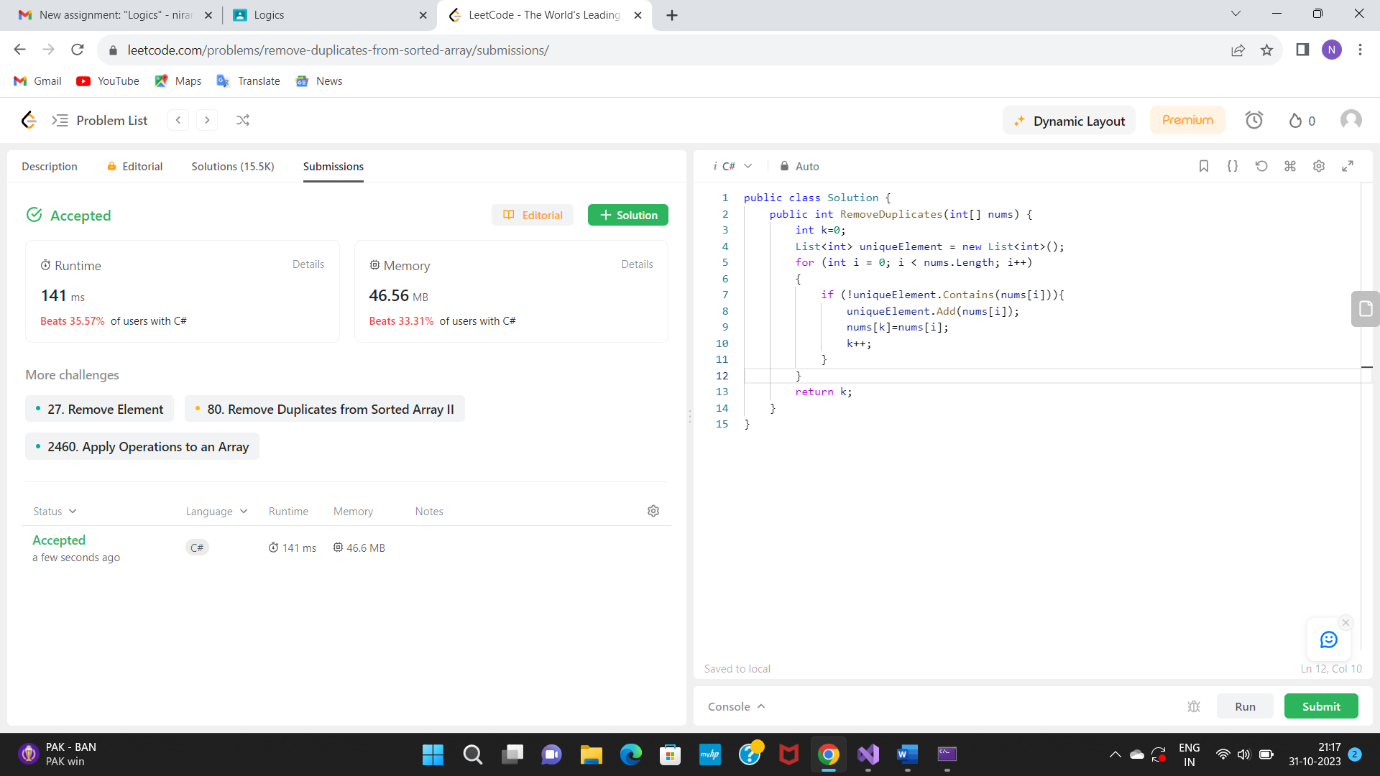 New assignment: "Logics" - nirar
Logics
LeetCode - The World's Leading
leetcode.com/problems/remove-duplicates-from-sorted-array/submissions/
N
Gmail
YouTube
Maps
Translate
News
Problem List
Dynamic Layout
Premium
0
Description
Editorial
Solutions (15.5K)
Submissions
Accepted
Editorial
+ Solution
Runtime
Details
141 ms
Beats 35.57% of users with C#
Memory
Details
46.56 MB
Beats 33.31% of users with C#
More challenges
27. Remove Element
80. Remove Duplicates from Sorted Array II
2460. Apply Operations to an Array
Status
Language
Runtime
Memory
Notes
Accepted
a few seconds ago
C#
141 ms
46.6 MB
i C#
Auto
1 public class Solution {
2 public int RemoveDuplicates(int[] nums) {
3 int k=0;
4 List<int> uniqueElement = new List<int>();
5 for (int i = 0; i < nums.Length; i++)
6 {
7 if (!uniqueElement.Contains(nums[i])){
8 uniqueElement.Add(nums[i]);
9 nums[k]=nums[i];
10 k++;
11 }
12 }
13 return k;
14 }
15 }
Saved to local
Ln 12, Col 10
Console
Run
Submit
PAK - BAN
PAK win
ENG
IN
21:17
31-10-2023
2